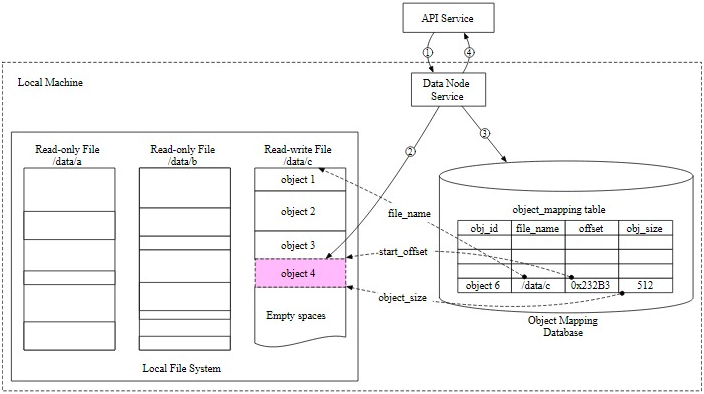 API Service
1
4
Local Machine
Data Node
Service
2
3
Read-only File
/data/a
Read-only File
/data/b
Read-write File
/data/c
object 1
object 2
object 3
object 4
Empty spaces
Local File System
file_name
start_offset
object_size
object_mapping table
obj_id file_name offset obj_size
object 6 /data/c 0x232B3 512
Object Mapping
Database